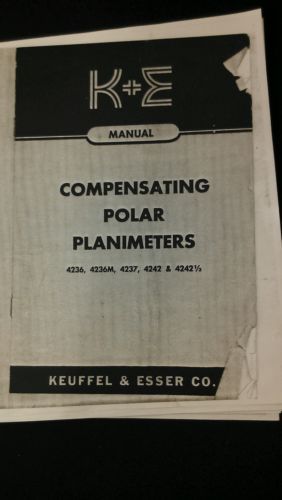 K+E
MANUAL
COMPENSATING
POLAR
PLANIMETERS
4236, 4236M, 4237, 4242 & 4242½
KEUFFEL & ESSER CO.